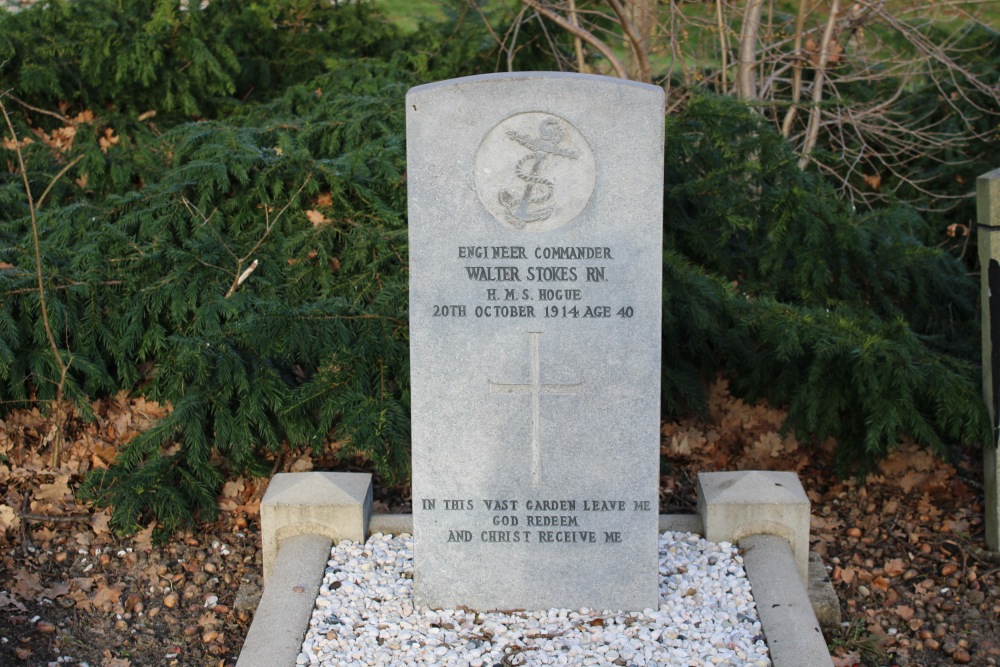 ENGINEER COMMANDER
WALTER STOKES RN.
H.M.S. HOGUE
20TH OCTOBER 1914 AGE 40
IN THIS VAST GARDEN LEAVE ME
GOD REDEEM
AND CHRIST RECEIVE ME